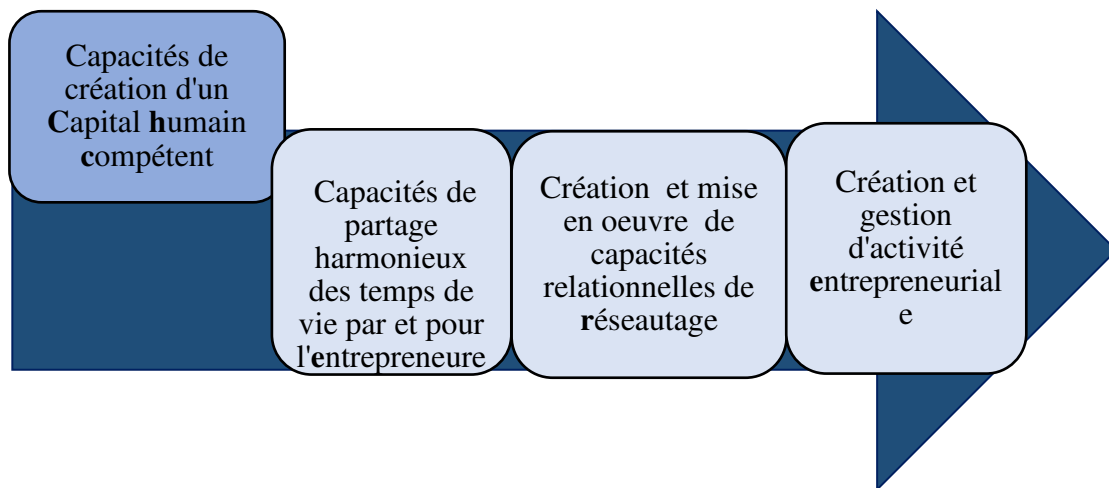 Capacités de
création d'un
Capital humain
compétent
Capacités de
partage
harmonieux
des temps de
vie par et pour
l'entrepreneure
Création et mise
en oeuvre de
capacités
relationnelles de
réseautage
Création et
gestion
d'activité
entrepreneurial
e